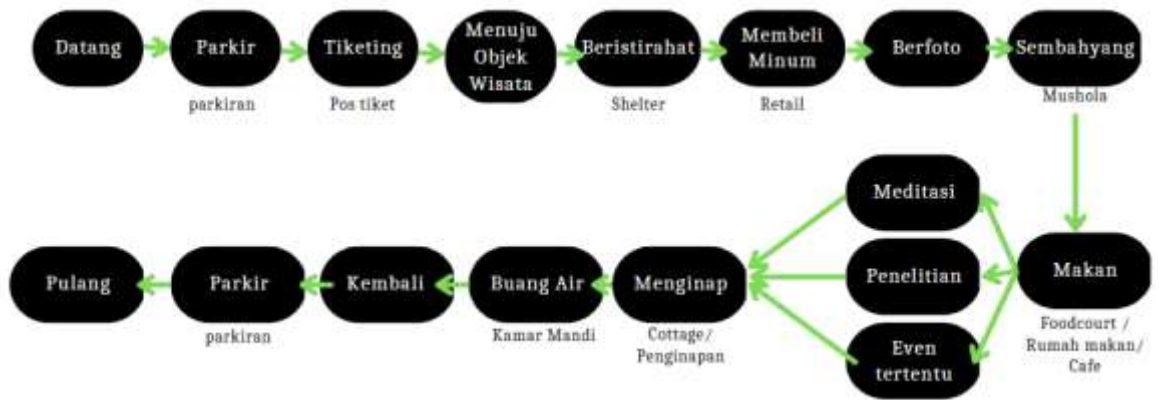 Datang
Parkir
Tiketing
Menuju
Objek
Wisata
Beristirahat
Membeli
Minum
Berfoto
Sembahyang
parkiran
Pos tiket
Shelter
Retail
Mushola
Meditasi
Penelitian
Even
tertentu
Makan
Foodcourt /
Rumah makan/
Cafe
Menginap
Cottage/
Penginapan
Buang Air
Kamar Mandi
Kembali
Parkir
parkiran
Pulang